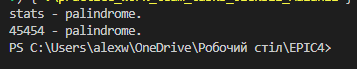 stats - palindrome.
45454 - palindrome.
PS C:\Users\alexw\OneDrive\Робочий стіл\EPIC4>